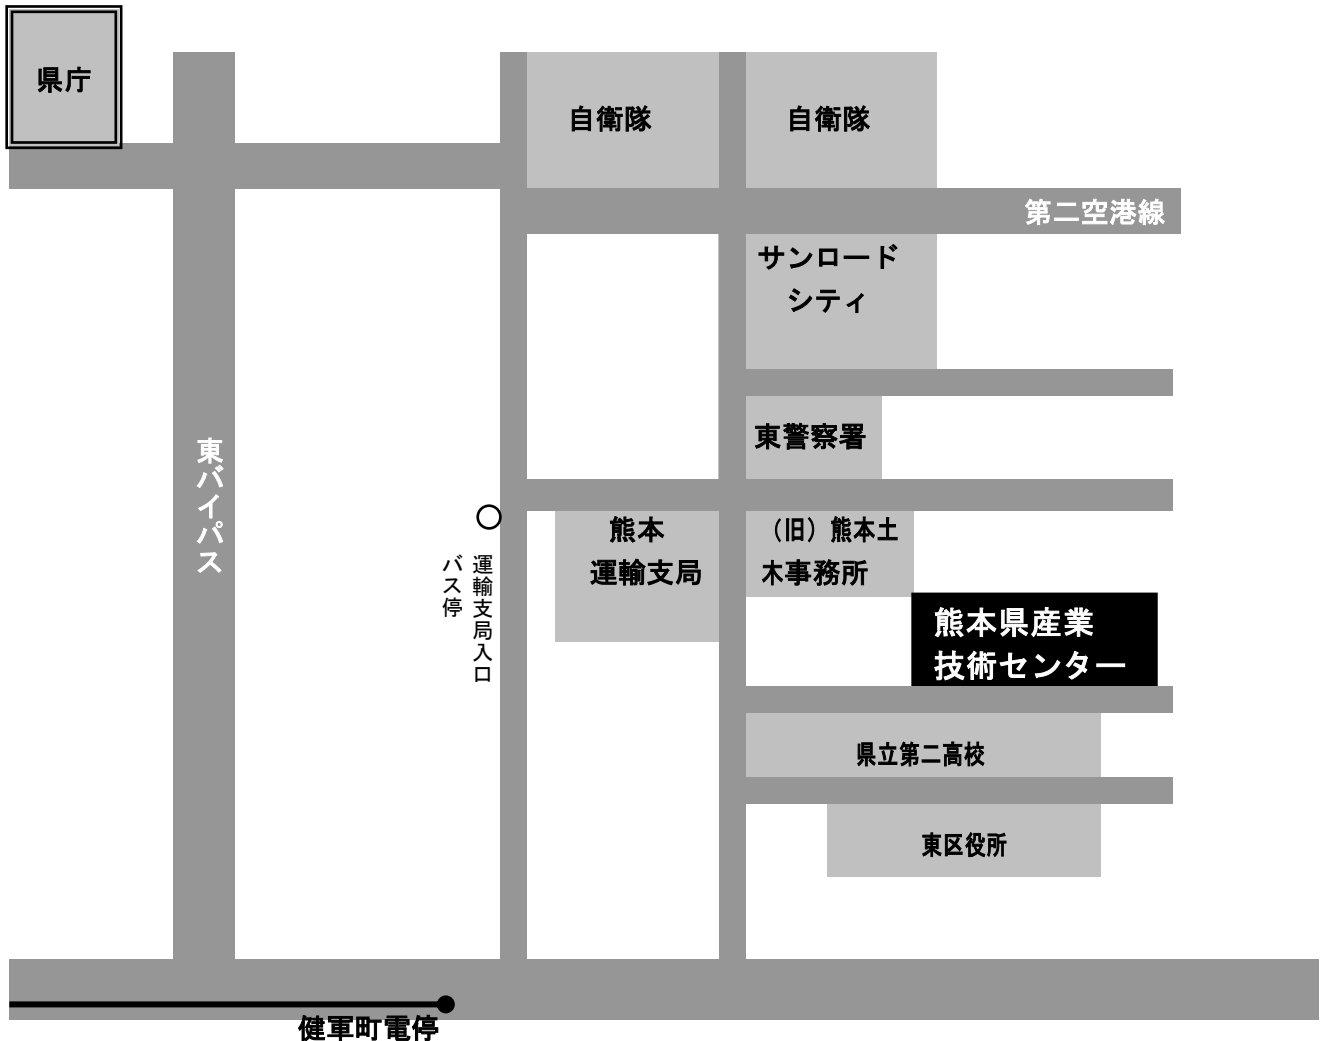 県庁
自衛隊
自衛隊
第二空港線
サンロード
シティ
東警察署
東バイパス
熊本
運輸支局
（旧）熊本土
木事務所
運輸支局入口
バス停
熊本県産業
技術センター
県立第二高校
東区役所
健軍町電停